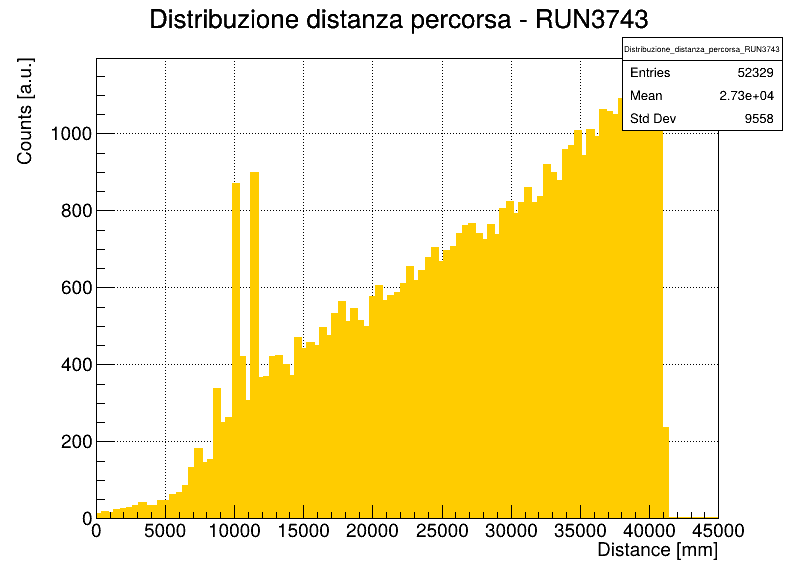 Distribuzione distanza percorsa - RUN3743
Distribuzione_distanza_percorsa_RUN3743
Entries 52329
Mean 2.73e+04
Std Dev 9558
Counts [a.u.]
1000
800
600
400
200
0
0 5000 10000 15000 20000 25000 30000 35000 40000 45000
Distance [mm]